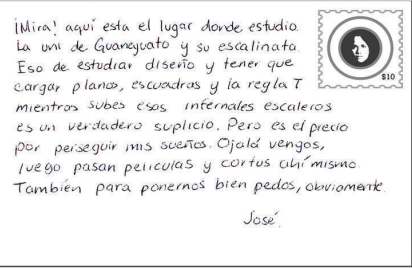 ¡Mira! aquí esta el lugar donde estudio.
La uni de Guaneyuato y su escalinata
Eso de estudiar diseño y tener que
cargar planos, escuadras y la regla T
mientras subes esas infernales escaleras
es un verdadero suplicio. Pero es el precio
por perseguir mis sueños. Ojalá vengas,
luego pasan películas y cortos ahí mismo.
También para ponernos bien pedos, obviamente.
José.
$10